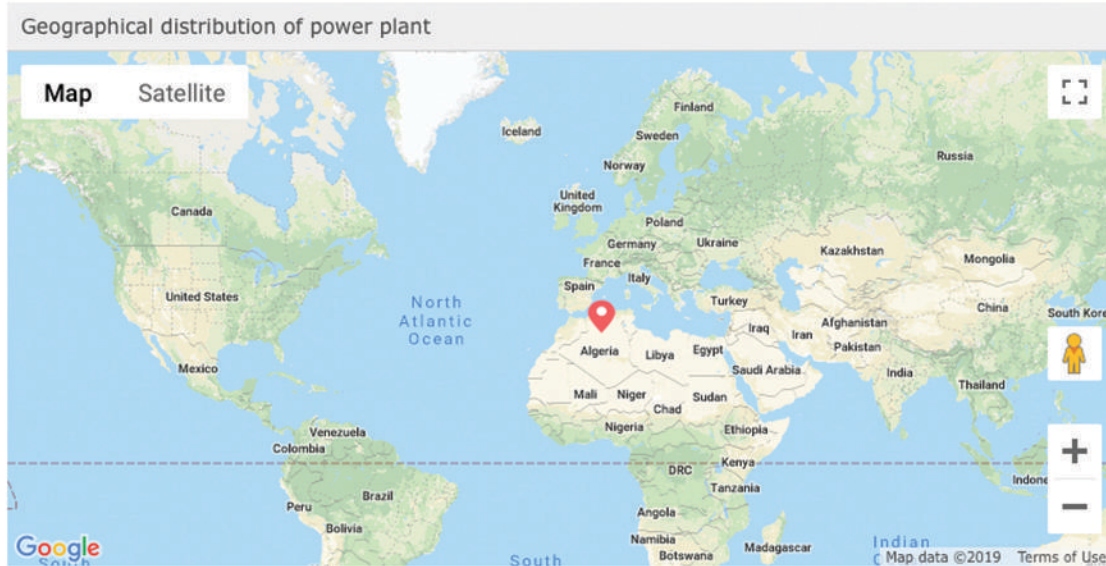 Geographical distribution of power plant
Map Satellite
Iceland
Finland
Sweden
Norway
Russia
United
Kingdom
Canada
Poland
Germany
Ukraine
France
Kazakhstan
Mongolia
Spain
Italy
United States
North
Atlantic
Ocean
Turkey
China
South Kore
Iraq
Iran
Afghanistan
Pakistan
Algeria
Libya
Egypt
Saudi Arabia
Mexico
India
Thailand
Mali
Niger
Chad
Sudan
Nigeria
Ethiopia
Venezuela
Colombia
DRC
Kenya
Indone
Tanzania
Peru
Brazil
Angola
Bolivia
Namibia
Botswana
Madagascar
Indian
Google
South
South
Map data ©2019 Terms of Use